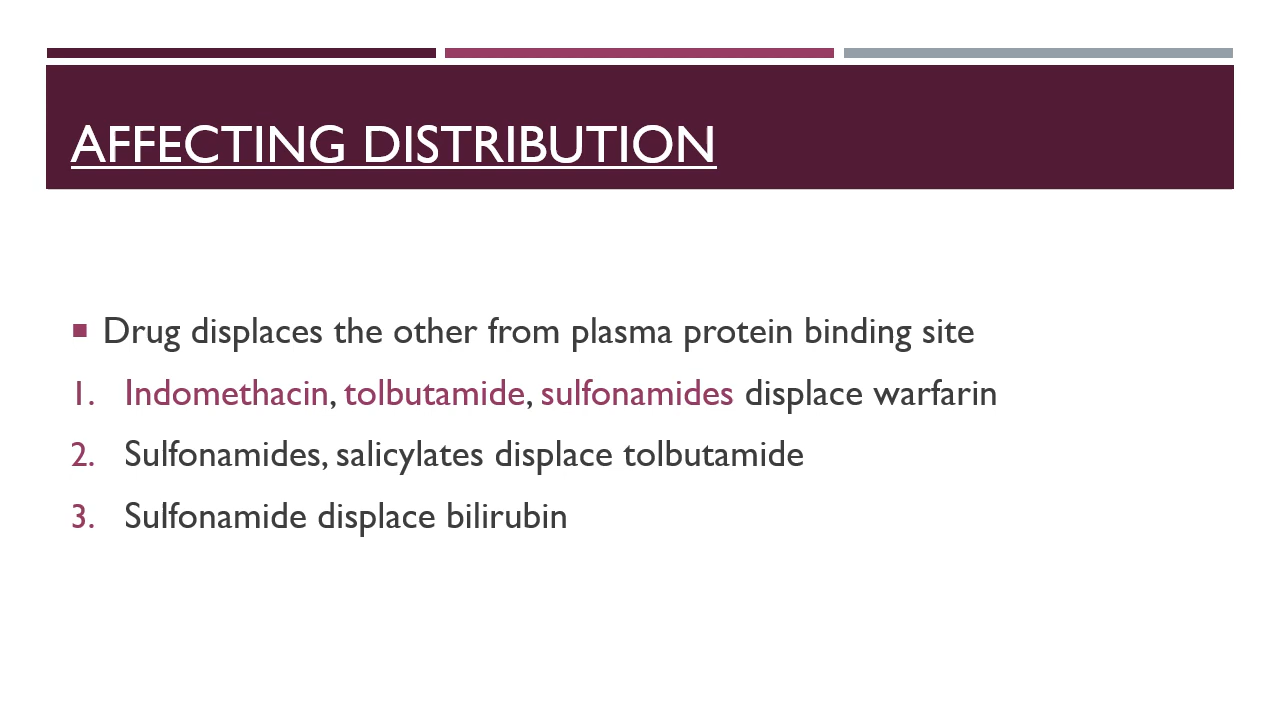 AFFECTING DISTRIBUTION
▪ Drug displaces the other from plasma protein binding site
1. Indomethacin, tolbutamide, sulfonamides displace warfarin
2. Sulfonamides, salicylates displace tolbutamide
3. Sulfonamide displace bilirubin